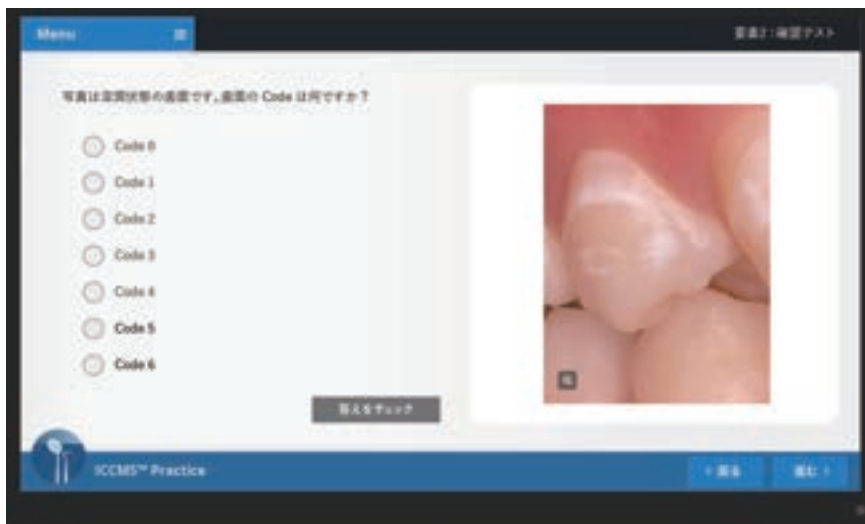 Menu
要素2:確認テスト
写真は湿潤状態の歯面です。歯面の Code は何ですか?
Code 0
Code 1
Code 2
Code 3
Code 4
Code 5
Code 6
答えをチェック
ICCMS™ Practice
戻る
進む